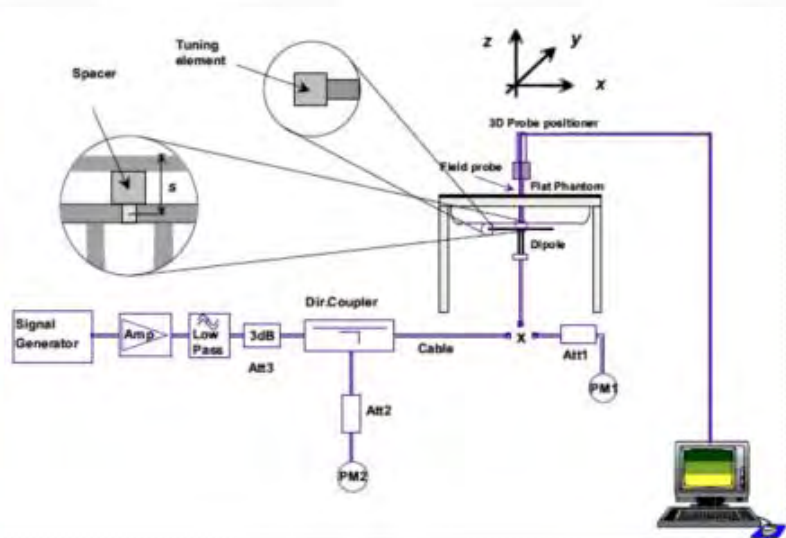 Tuning
element
z
y
x
Spacer
3D Probe positioner
Field probe
Flat Phantom
s
Dipole
Dir.Coupler
Signal
Generator
Amp
Low
Pass
3dB
Att3
Cable
x
Att1
PM1
Att2
PM2